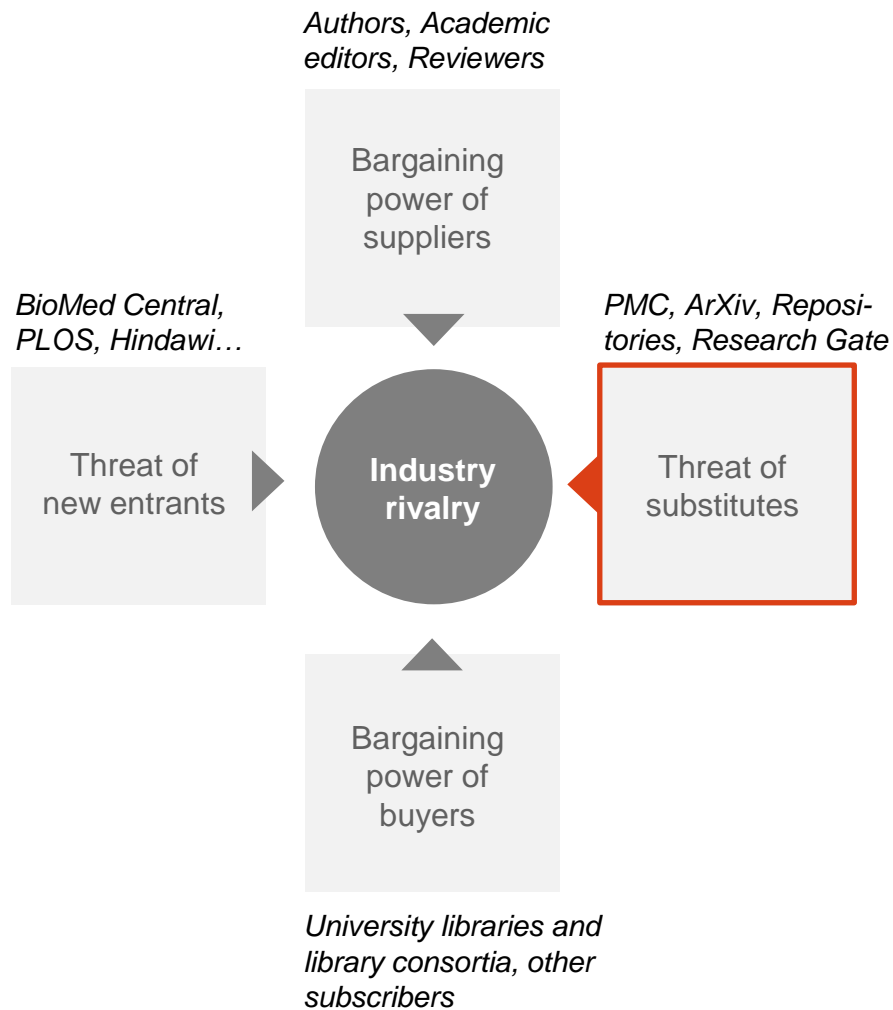 Authors, Academic
editors, Reviewers
Bargaining
power of
suppliers
BioMed Central,
PLOS, Hindawi…
PMC, ArXiv, Reposi-
tories, Research Gate
Threat of
new entrants
Industry
rivalry
Threat of
substitutes
Bargaining
power of
buyers
University libraries and
library consortia, other
subscribers